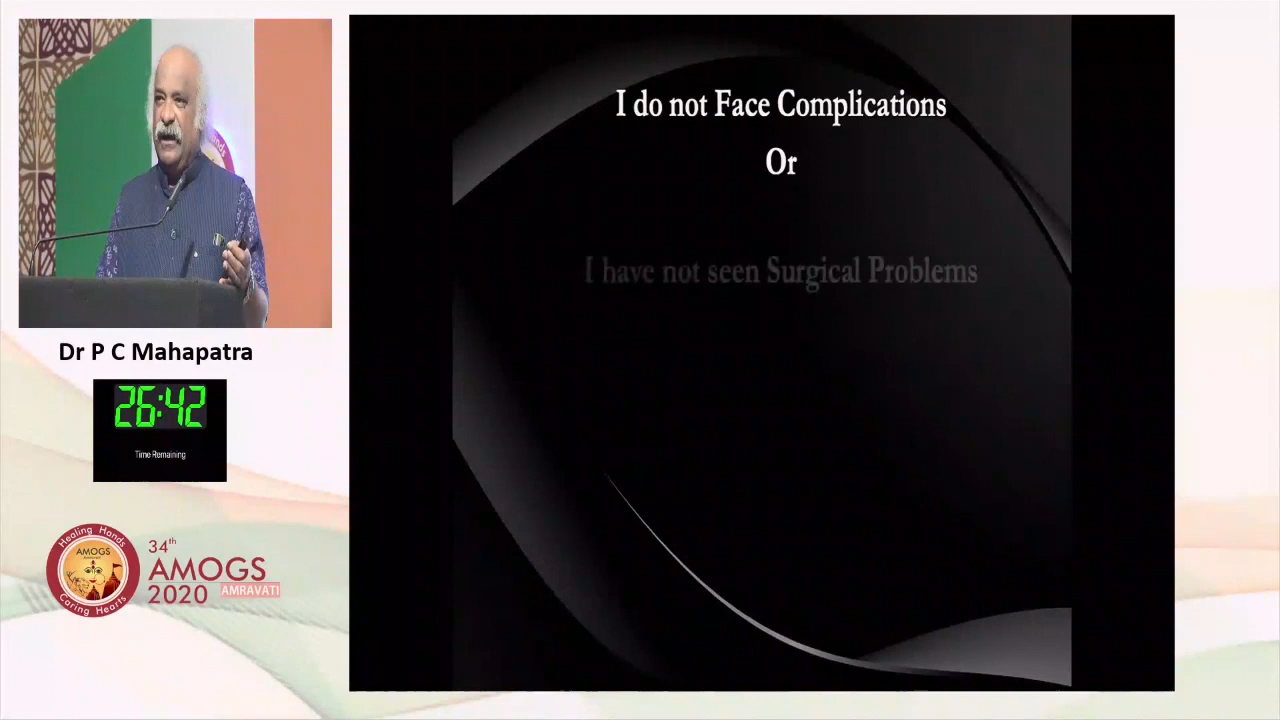 I do not Face Complications
Or
I have not seen Surgical Problems
Dr P C Mahapatra
26:42
Time Remaining
Healing Hands
AMOGS
Caring Hearts
34th
AMOGS
2020 AMRAVATI